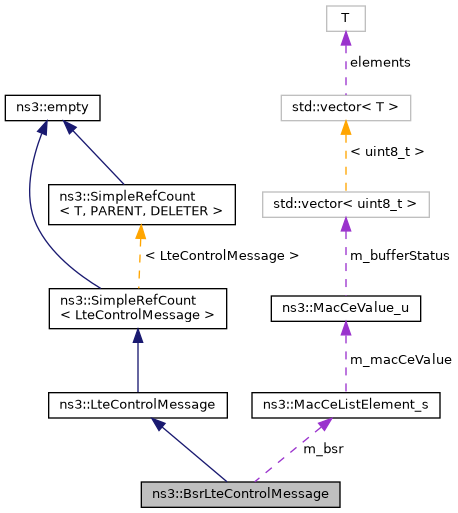 T
elements
ns3::empty
std::vector< T >
< uint8_t >
ns3::SimpleRefCount
< T, PARENT, DELETER >
std::vector< uint8_t >
< LteControlMessage >
m_bufferStatus
ns3::SimpleRefCount
< LteControlMessage >
ns3::MacCeValue_u
m_macCeValue
ns3::LteControlMessage
ns3::MacCeListElement_s
m_bsr
ns3::BsrLteControlMessage